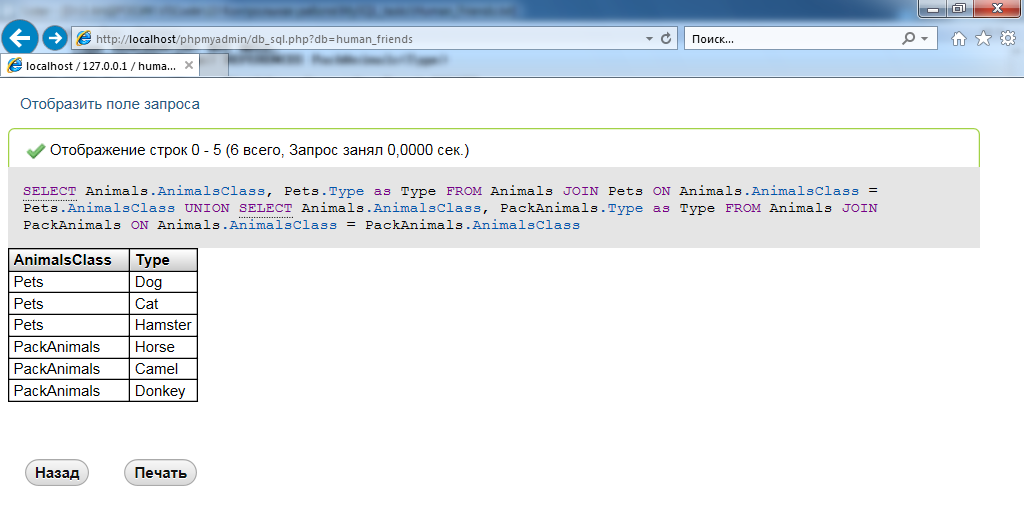 http://localhost/phpmyadmin/db_sql.php?db=human_friends
Поиск...
localhost / 127.0.0.1 / huma...
Отобразить поле запроса
Отображение строк 0 - 5 (6 всего, Запрос занял 0,0000 сек.)
SELECT Animals.AnimalsClass, Pets.Type as Type FROM Animals JOIN Pets ON Animals.AnimalsClass =
Pets.AnimalsClass UNION SELECT Animals.AnimalsClass, PackAnimals.Type as Type FROM Animals JOIN
PackAnimals ON Animals.AnimalsClass = PackAnimals.AnimalsClass
AnimalsClass Type
Pets Dog
Pets Cat
Pets Hamster
PackAnimals Horse
PackAnimals Camel
PackAnimals Donkey
Назад Печать